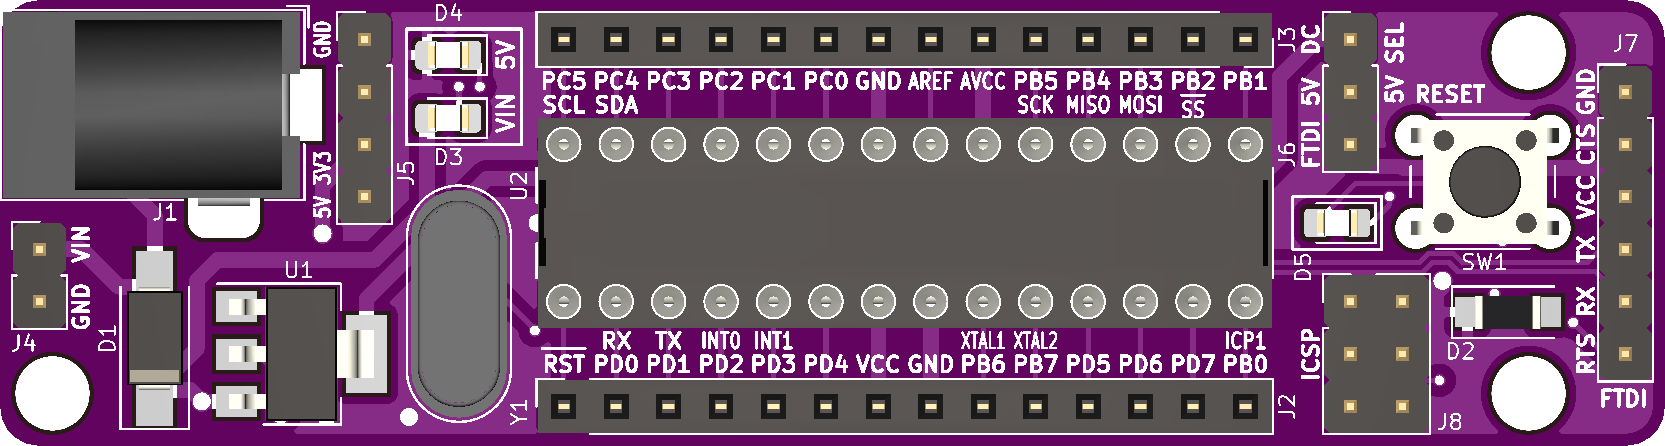 D4
GND
5V
VIN
D3
3V3
5V
J5
J1
VIN
GND
J4
D1
U1
Y1
U2
J3
PC5 PC4 PC3 PC2 PC1 PC0 GND AREF AVCC PB5 PB4 PB3 PB2 PB1
SCL SDA SCK MISO MOSI SS
RX TX INT0 INT1 XTAL1 XTAL2 ICP1
RST PD0 PD1 PD2 PD3 PD4 VCC GND PB6 PB7 PD5 PD6 PD7 PB0
J2
DC
5V
FTDI
5V SEL
J6
RESET
SW1
D5
ICSP
J8
D2
J7
GND
CTS
VCC
TX
RX
RTS
FTDI